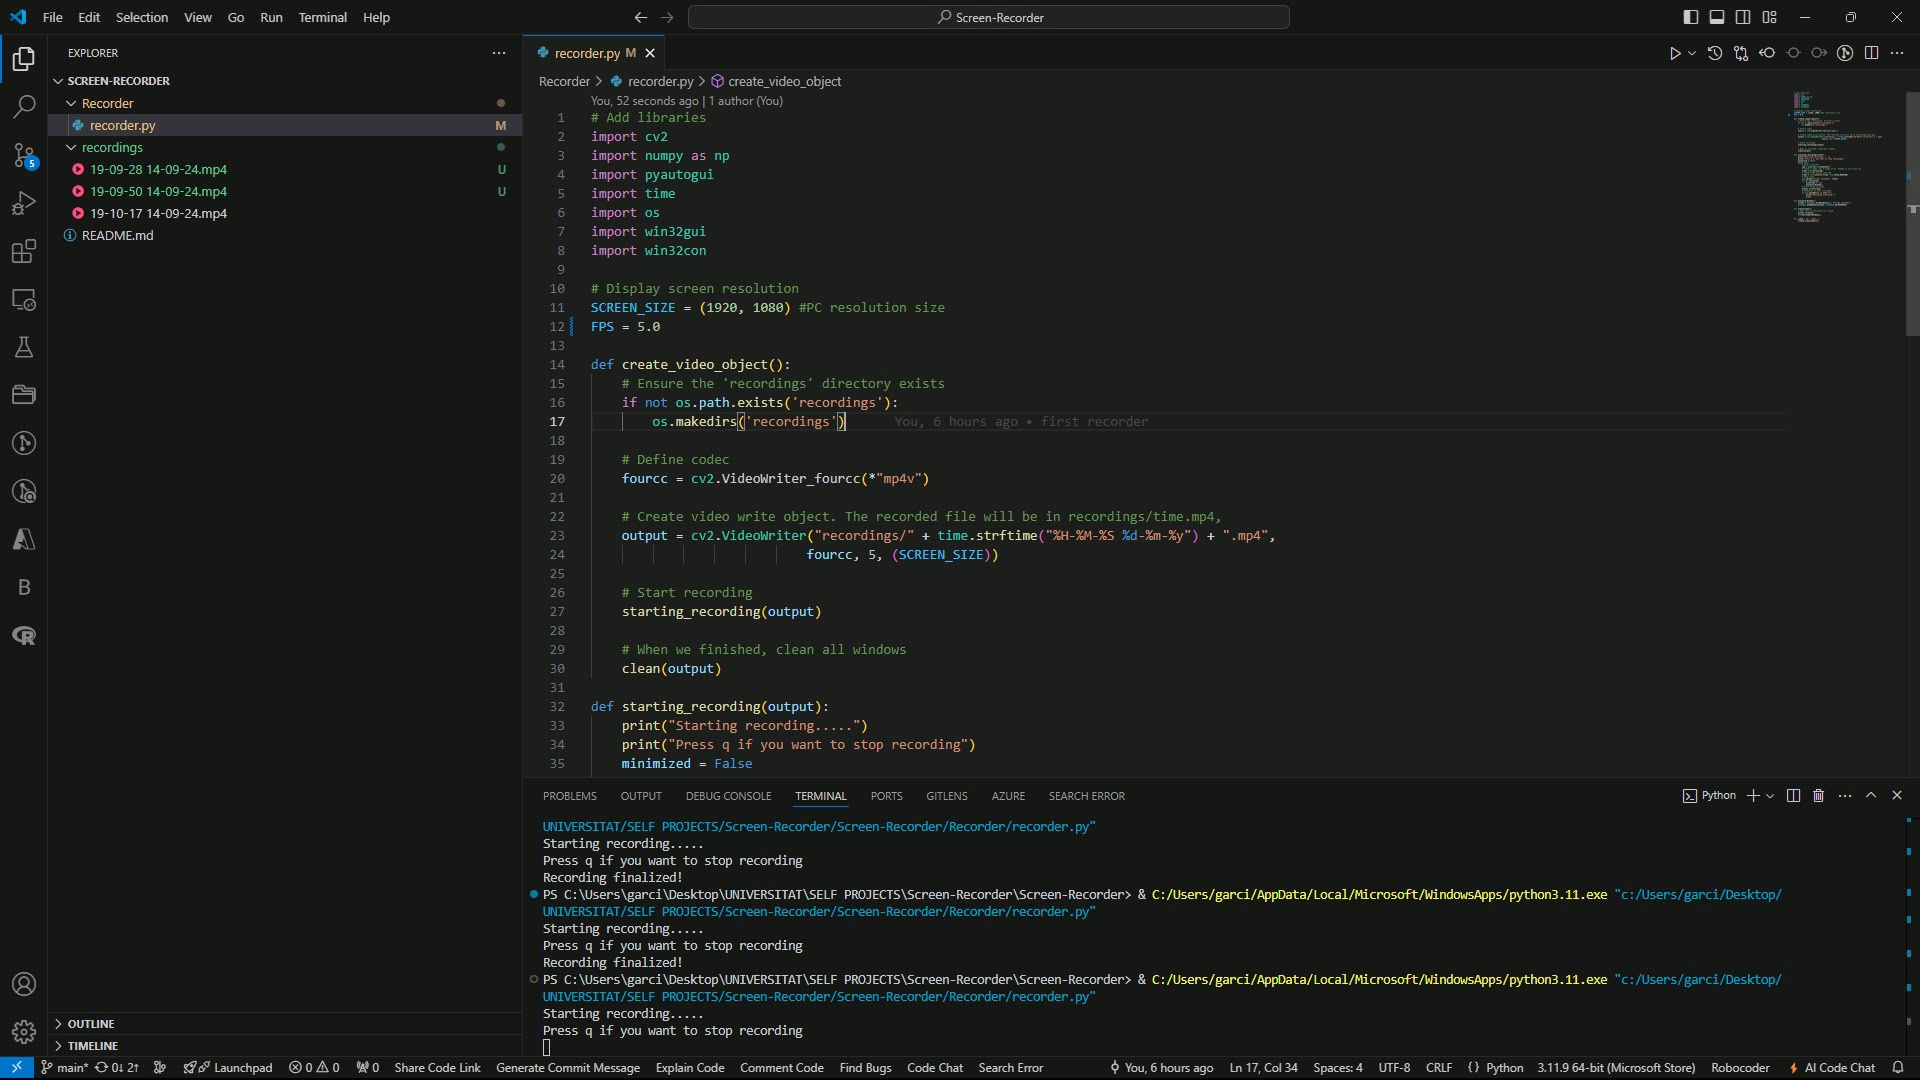 File Edit Selection View Go Run Terminal Help
Screen-Recorder
EXPLORER
SCREEN-RECORDER
Recorder
recorder.py M
recordings
19-09-28 14-09-24.mp4 U
19-09-50 14-09-24.mp4 U
19-10-17 14-09-24.mp4
README.md
5
B
OUTLINE
TIMELINE
recorder.py M
Recorder > recorder.py > create_video_object
You, 52 seconds ago | 1 author (You)
1 # Add libraries
2 import cv2
3 import numpy as np
4 import pyautogui
5 import time
6 import os
7 import win32gui
8 import win32con
9
10 # Display screen resolution
11 SCREEN_SIZE = (1920, 1080) #PC resolution size
12 FPS = 5.0
13
14 def create_video_object():
15 # Ensure the 'recordings' directory exists
16 if not os.path.exists('recordings'):
17 os.makedirs('recordings') You, 6 hours ago • first recorder
18
19 # Define codec
20 fourcc = cv2.VideoWriter_fourcc(*"mp4v")
21
22 # Create video write object. The recorded file will be in recordings/time.mp4,
23 output = cv2.VideoWriter("recordings/" + time.strftime("%H-%M-%S %d-%m-%y") + ".mp4",
24 fourcc, 5, (SCREEN_SIZE))
25
26 # Start recording
27 starting_recording(output)
28
29 # When we finished, clean all windows
30 clean(output)
31
32 def starting_recording(output):
33 print("Starting recording.....")
34 print("Press q if you want to stop recording")
35 minimized = False
PROBLEMS OUTPUT DEBUG CONSOLE TERMINAL PORTS GITLENS AZURE SEARCH ERROR
Python
UNIVERSITAT/SELF PROJECTS/Screen-Recorder/Screen-Recorder/Recorder/recorder.py"
Starting recording.....
Press q if you want to stop recording
Recording finalized!
PS C:\Users\garci\Desktop\UNIVERSITAT\SELF PROJECTS\Screen-Recorder\Screen-Recorder> & C:/Users/garci/AppData/Local/Microsoft/WindowsApps/python3.11.exe "c:/Users/garci/Desktop/
UNIVERSITAT/SELF PROJECTS/Screen-Recorder/Screen-Recorder/Recorder/recorder.py"
Starting recording.....
Press q if you want to stop recording
Recording finalized!
PS C:\Users\garci\Desktop\UNIVERSITAT\SELF PROJECTS\Screen-Recorder\Screen-Recorder> & C:/Users/garci/AppData/Local/Microsoft/WindowsApps/python3.11.exe "c:/Users/garci/Desktop/
UNIVERSITAT/SELF PROJECTS/Screen-Recorder/Screen-Recorder/Recorder/recorder.py"
Starting recording.....
Press q if you want to stop recording
main* 0↓ 2↑ Launchpad 0 0 0 Share Code Link Generate Commit Message Explain Code Comment Code Find Bugs Code Chat Search Error You, 6 hours ago Ln 17, Col 34 Spaces: 4 UTF-8 CRLF {} Python 3.11.9 64-bit (Microsoft Store) Robocoder AI Code Chat